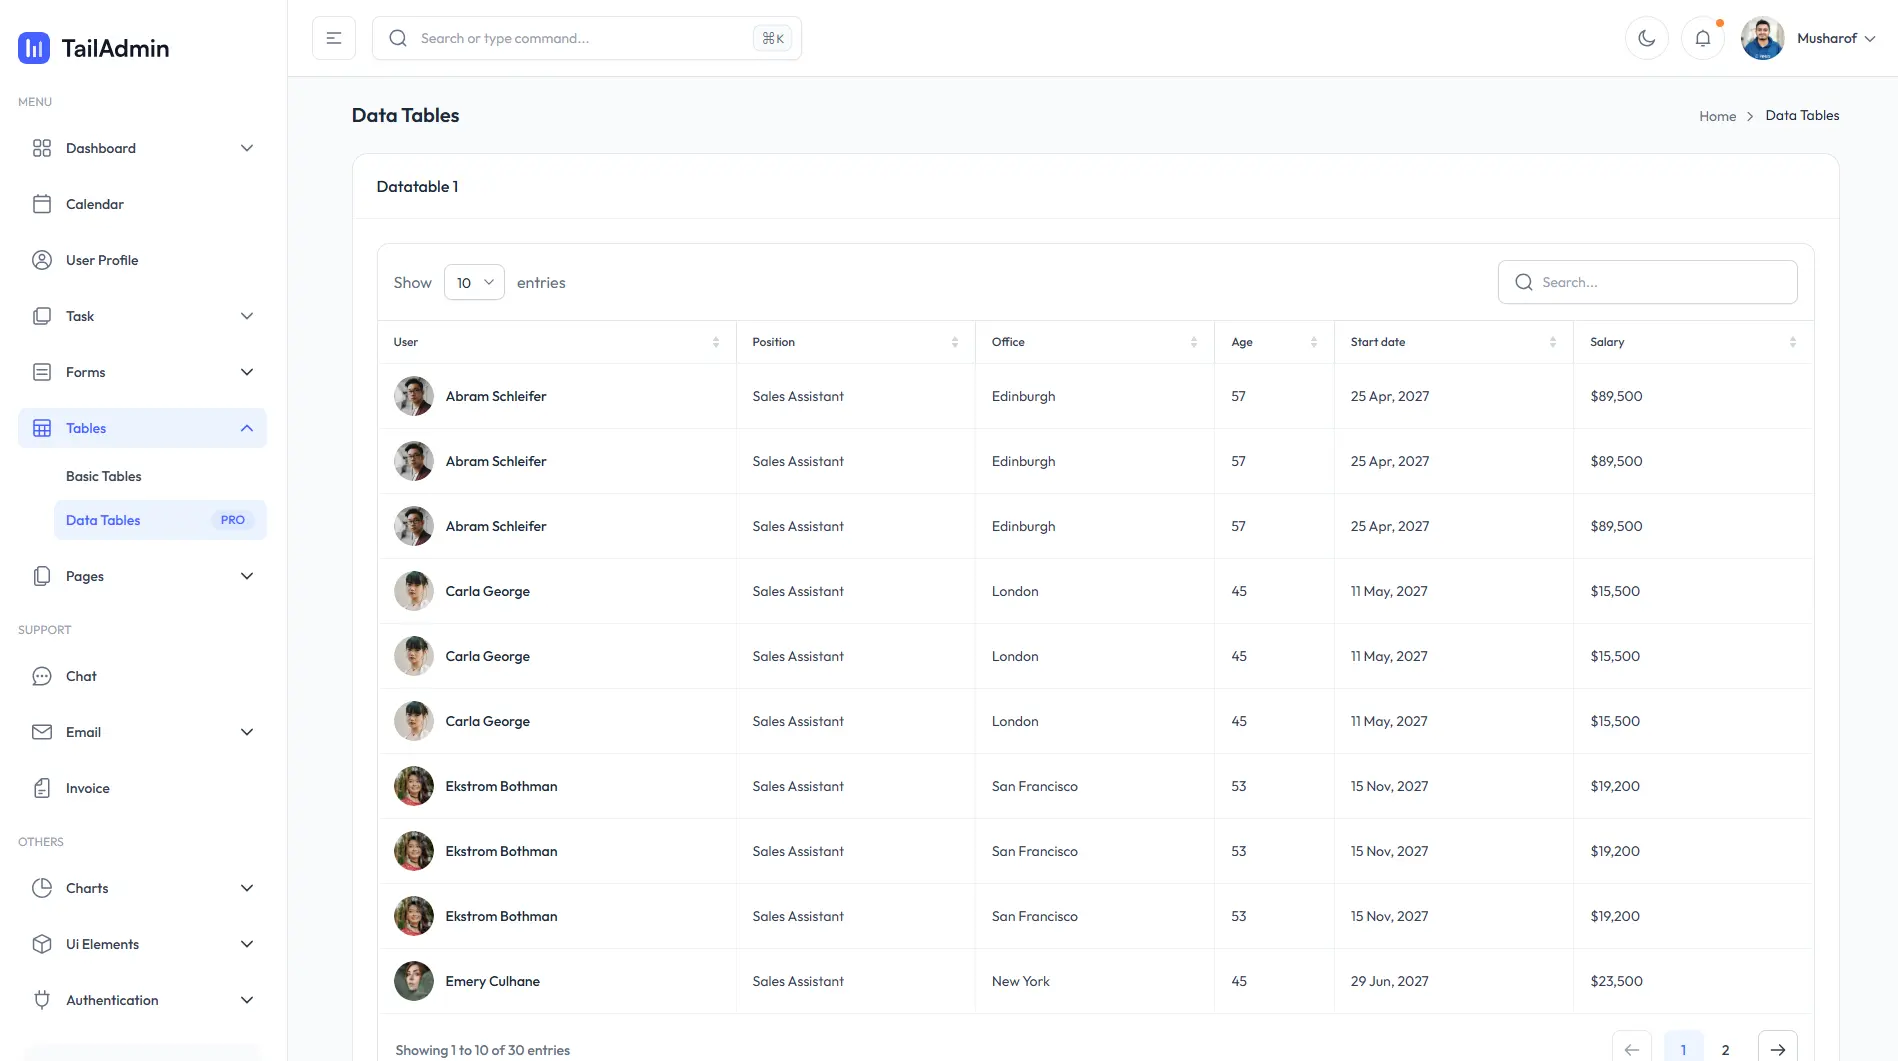 TailAdmin
Search or type command...
⌘K
Musharof
MENU
Dashboard
Calendar
User Profile
Task
Forms
Tables
Basic Tables
Data Tables PRO
Pages
SUPPORT
Chat
Email
Invoice
OTHERS
Charts
Ui Elements
Authentication
Data Tables
Home > Data Tables
Datatable 1
Show 10 entries
Search...
User Position Office Age Start date Salary
Abram Schleifer Sales Assistant Edinburgh 57 25 Apr, 2027 $89,500
Abram Schleifer Sales Assistant Edinburgh 57 25 Apr, 2027 $89,500
Abram Schleifer Sales Assistant Edinburgh 57 25 Apr, 2027 $89,500
Carla George Sales Assistant London 45 11 May, 2027 $15,500
Carla George Sales Assistant London 45 11 May, 2027 $15,500
Carla George Sales Assistant London 45 11 May, 2027 $15,500
Ekstrom Bothman Sales Assistant San Francisco 53 15 Nov, 2027 $19,200
Ekstrom Bothman Sales Assistant San Francisco 53 15 Nov, 2027 $19,200
Ekstrom Bothman Sales Assistant San Francisco 53 15 Nov, 2027 $19,200
Emery Culhane Sales Assistant New York 45 29 Jun, 2027 $23,500
Showing 1 to 10 of 30 entries
1 2